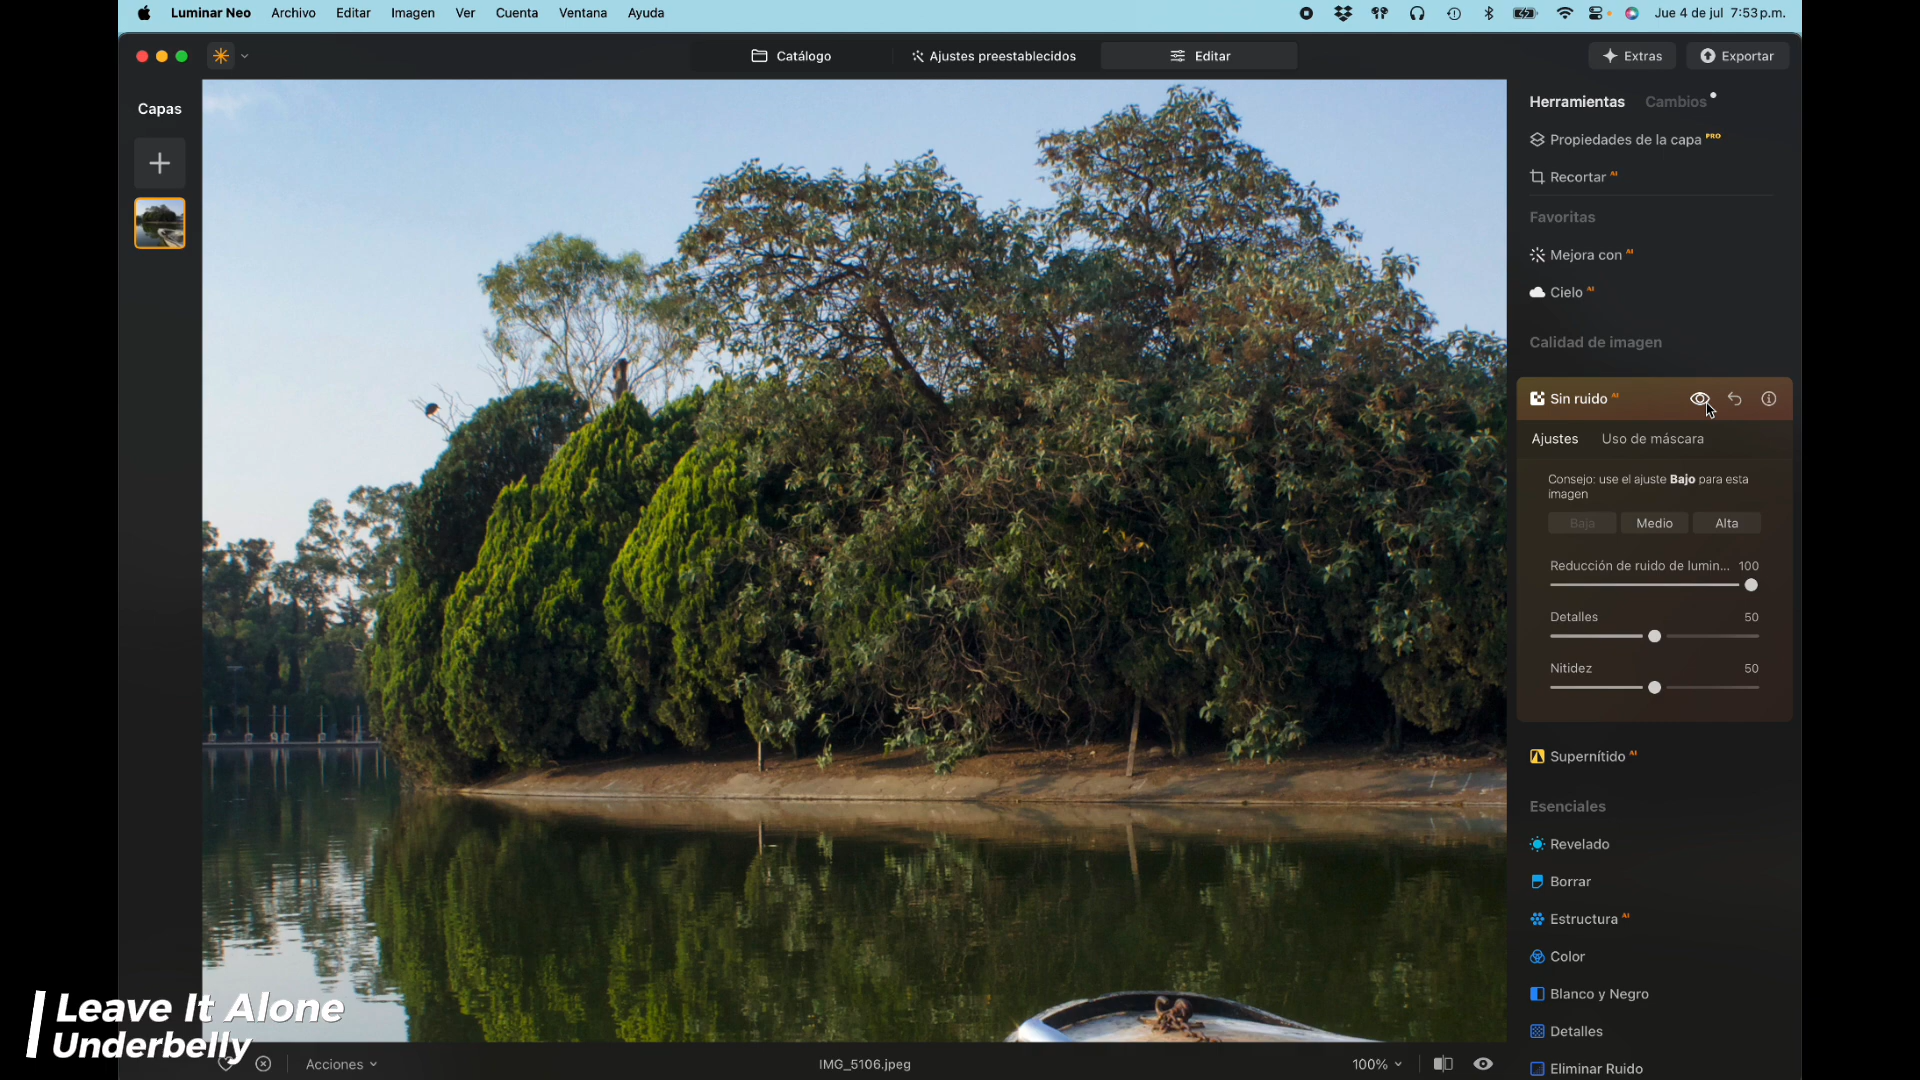 Luminar Neo Archivo Editar Imagen Ver Cuenta Ventana Ayuda
Jue 4 de jul 7:53 p.m.
Catálogo
Ajustes preestablecidos
Editar
Extras
Exportar
Capas
Herramientas Cambios
Propiedades de la capa PRO
Recortar AI
Favoritas
Mejora con AI
Cielo AI
Calidad de imagen
Sin ruido AI
Ajustes Uso de máscara
Consejo: use el ajuste Bajo para esta
imagen
Baja Medio Alta
Reducción de ruido de lumin... 100
Detalles 50
Nitidez 50
Supernítido AI
Esenciales
Revelado
Borrar
Estructura AI
Color
Blanco y Negro
Detalles
Eliminar Ruido
Leave It Alone
Underbelly
Acciones
IMG_5106.jpeg
100%